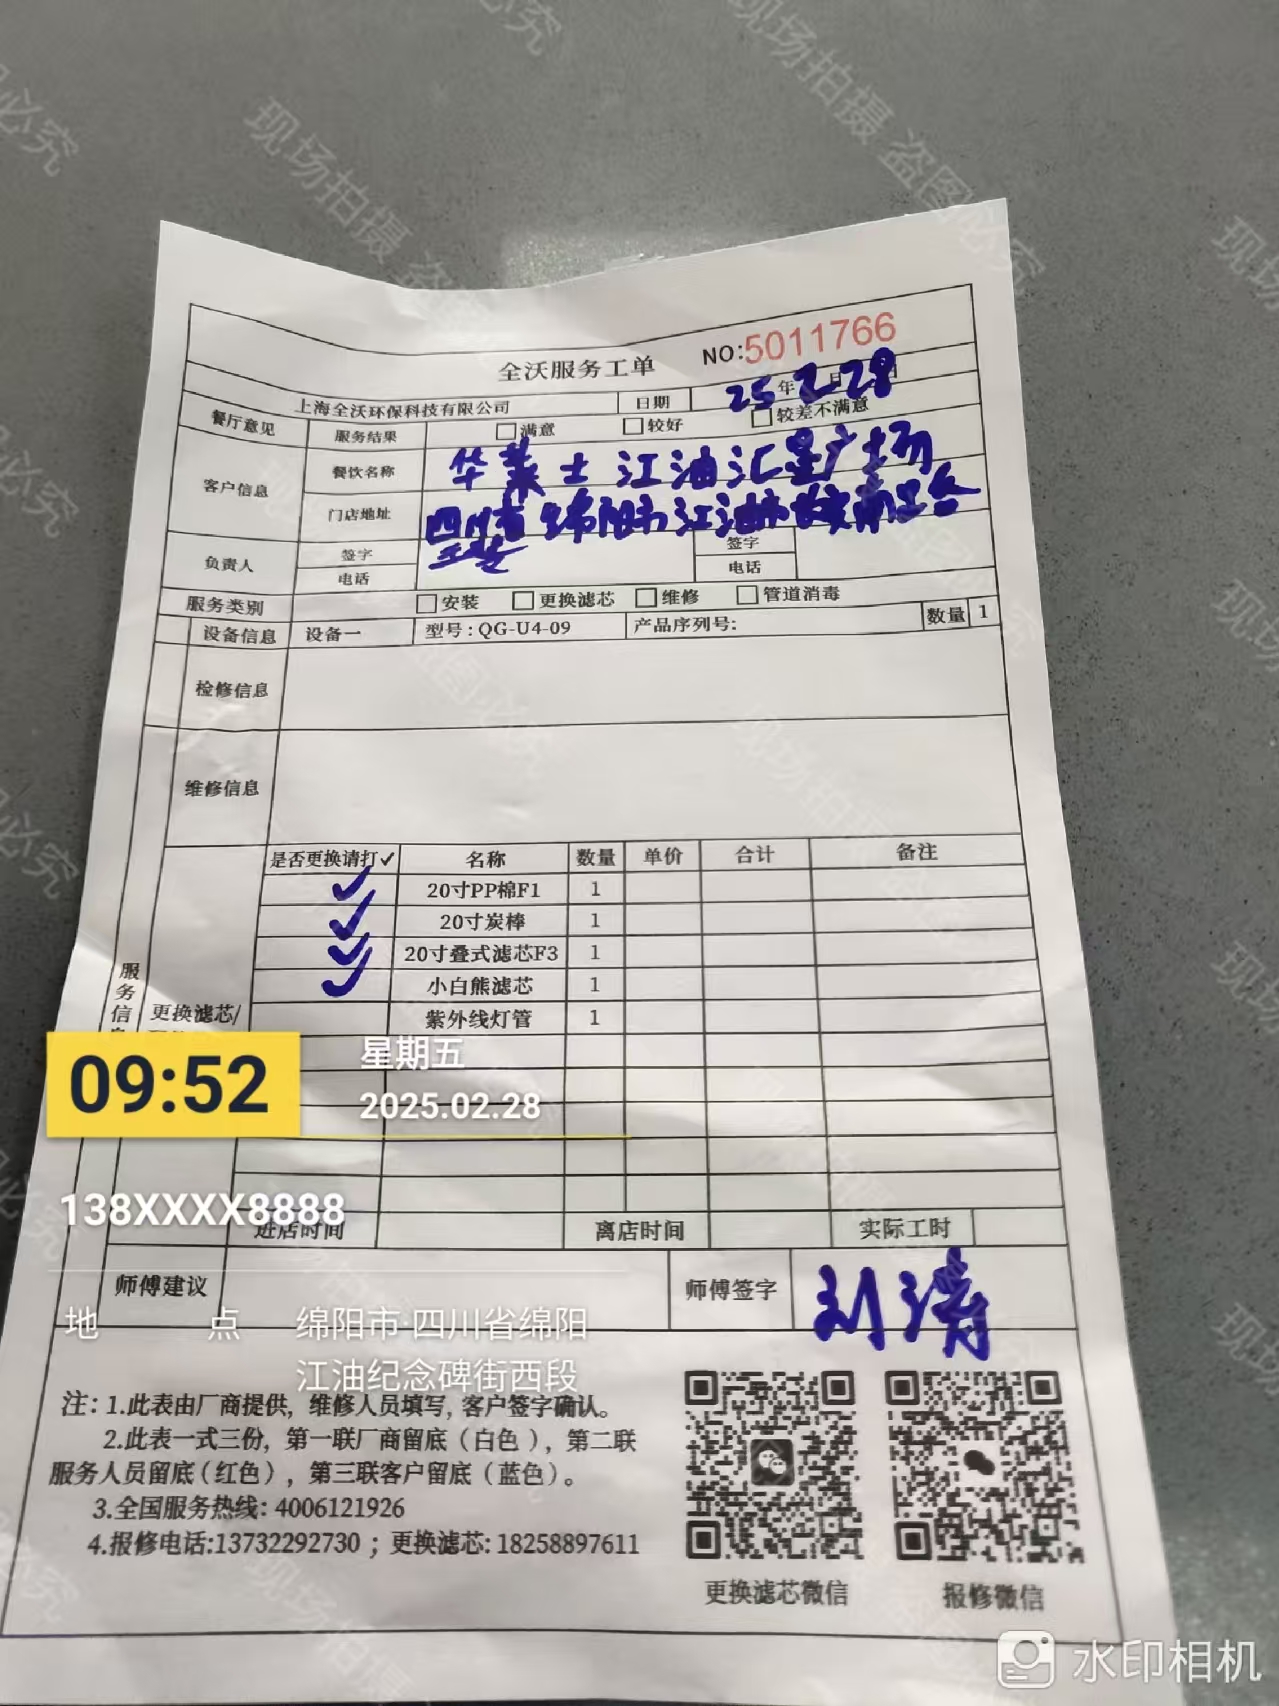 全沃服务工单 NO:5011766
上海全沃环保科技有限公司 日期 25年2 28
餐厅意见 服务结果 满意 较好 较差不满意
客户信息 餐饮名称 华莱士江油汇星广场
门店地址 四川省绵阳市江油市
负责人 签字 签字
电话 电话
服务类别 安装 更换滤芯 维修 管道消毒
设备信息 设备一 型号:QG-U4-09 产品序列号: 数量 1
检修信息
维修信息
服务信
更换滤芯/
是否更换请打✓ 名称 数量 单价 合计 备注
✓ 20寸PP棉F1 1
✓ 20寸炭棒 1
✓ 20寸叠式滤芯F3 1
✓ 小白熊滤芯 1
紫外线灯管 1
09:52
星期五
2025.02.28
138XXXX8888
进店时间 离店时间 实际工时
师傅建议 师傅签字 刘清
地点 绵阳市·四川省绵阳
江油纪念碑街西段
注:1.此表由厂商提供,维修人员填写,客户签字确认。
2.此表一式三份,第一联厂商留底(白色),第二联
服务人员留底(红色),第三联客户留底(蓝色)。
3.全国服务热线:4006121926
4.报修电话:13732292730;更换滤芯:18258897611
更换滤芯微信 报修微信
水印相机
现场拍摄 盗图必究